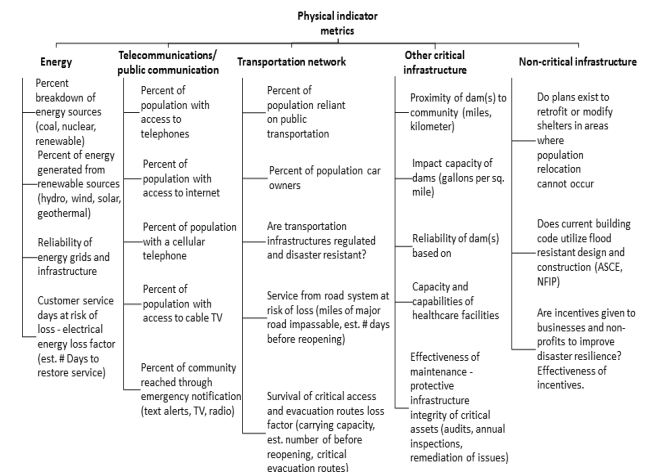 Physical indicator
metrics
Energy
Percent
breakdown of
energy sources
(coal, nuclear,
renewable)
Percent of energy
generated from
renewable sources
(hydro, wind, solar,
geothermal)
Reliability of
energy grids and
infrastructure
Customer service
days at risk of
loss - electrical
energy loss factor
(est. # Days to
restore service)
Telecommunications/
public communication
Percent of
population with
access to
telephones
Percent of
population with
access to internet
Percent of population
with a cellular
telephone
Percent of
population with
access to cable TV
Percent of community
reached through
emergency notification
(text alerts, TV, radio)
Transportation network
Percent of
population reliant
on public
transportation
Percent of population car
owners
Are transportation
infrastructures regulated
and disaster resistant?
Service from road system at
risk of loss (miles of major
road impassable, est. # days
before reopening)
Survival of critical access
and evacuation routes loss
factor (carrying capacity,
est. number of before
reopening, critical
evacuation routes)
Other critical
infrastructure
Proximity of dam(s) to
community (miles,
kilometer)
Impact capacity of
dams (gallons per sq.
mile)
Reliability of dam(s)
based on
Capacity and
capabilities of
healthcare facilities
Effectiveness of
maintenance -
protective
infrastructure
integrity of critical
assets (audits, annual
inspections,
remediation of issues)
Non-critical infrastructure
Do plans exist to
retrofit or modify
shelters in areas
where
population
relocation
cannot occur
Does current building
code utilize flood
resistant design and
construction (ASCE,
NFIP)
Are incentives given to
businesses and non-
profits to improve
disaster resilience?
Effectiveness of
incentives.